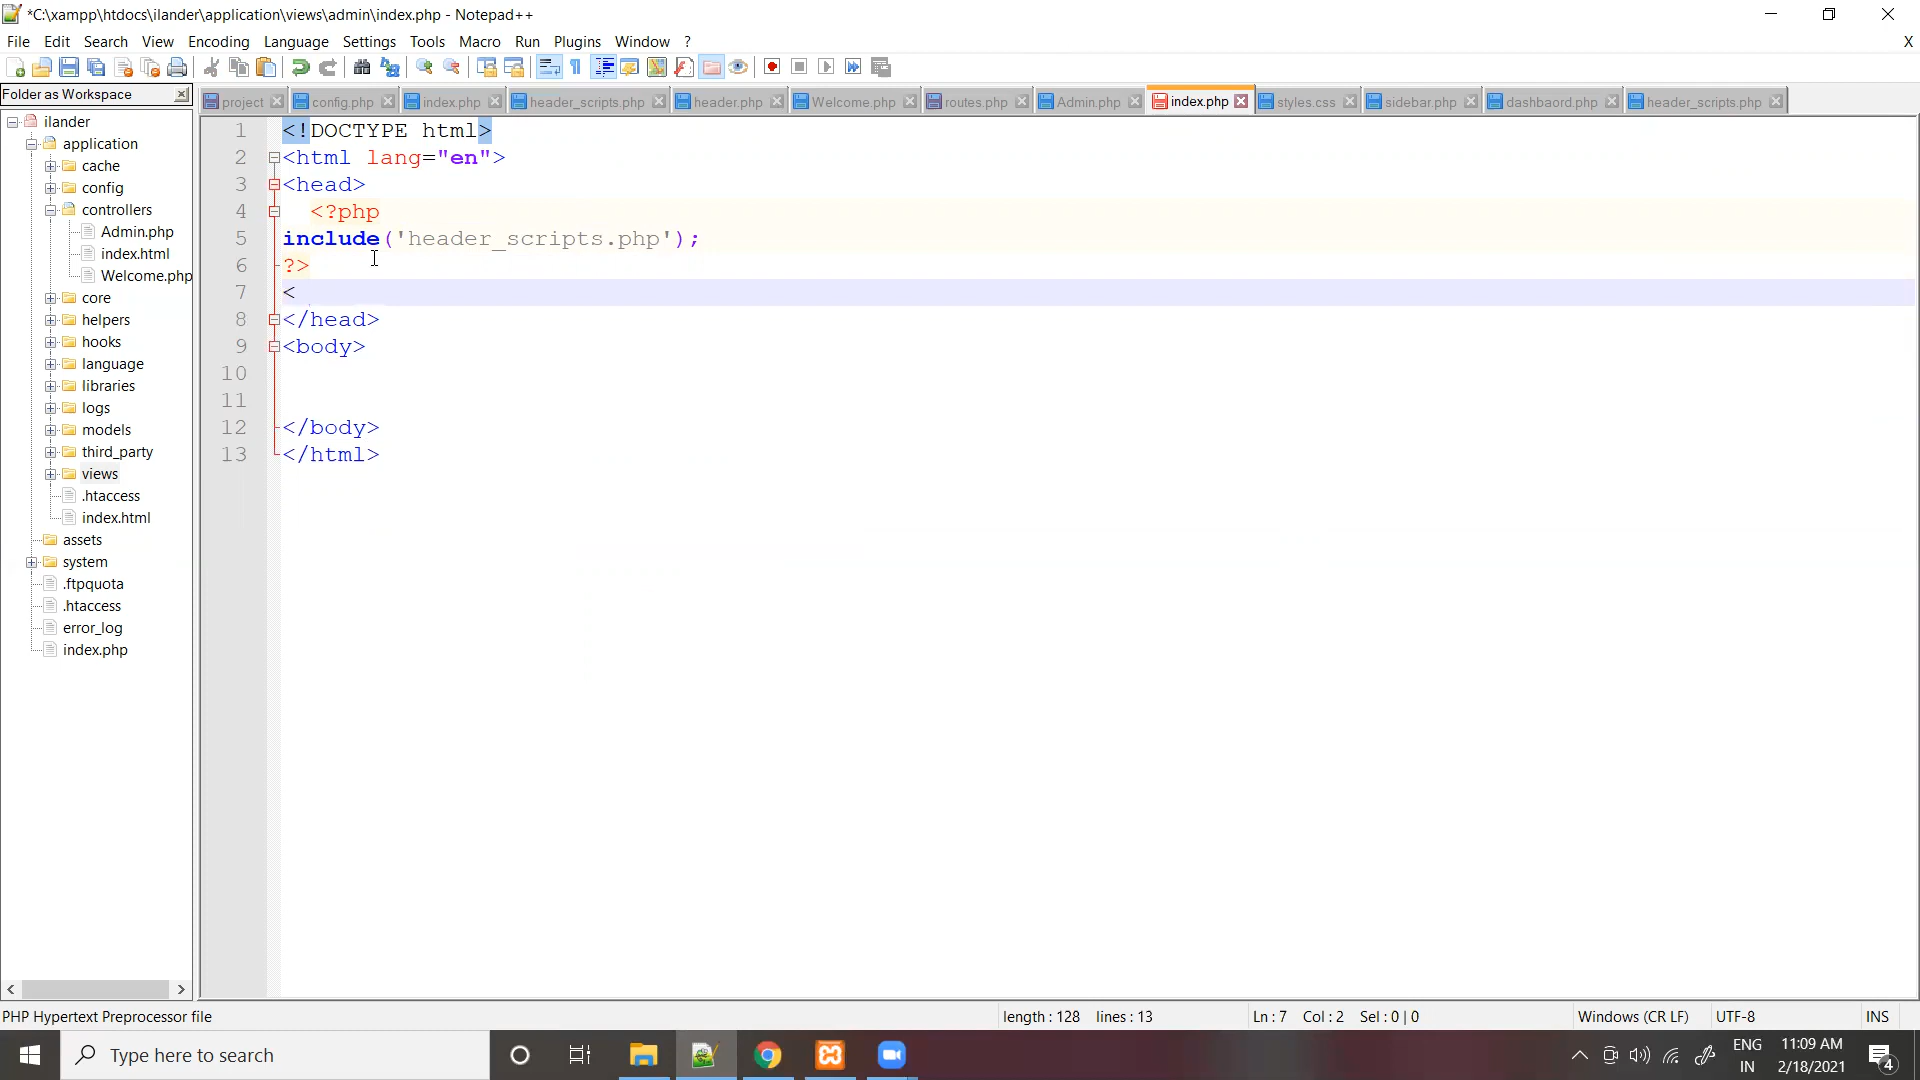 *C:\xampp\htdocs\ilander\application\views\admin\index.php - Notepad++
File Edit Search View Encoding Language Settings Tools Macro Run Plugins Window ? X
Folder as Workspace
project config.php index.php header_scripts.php header.php Welcome.php routes.php Admin.php index.php styles.css sidebar.php dashbaord.php header_scripts.php
ilander
application
cache
config
controllers
Admin.php
index.html
Welcome.php
core
helpers
hooks
language
libraries
logs
models
third_party
views
.htaccess
index.html
assets
system
.ftpquota
.htaccess
error_log
index.php
1 <!DOCTYPE html>
2 <html lang="en">
3 <head>
4 <?php
5 include('header_scripts.php');
6 ?>
7 <
8 </head>
9 <body>
10
11
12 </body>
13 </html>
PHP Hypertext Preprocessor file length : 128 lines : 13 Ln : 7 Col : 2 Sel : 0 | 0 Windows (CR LF) UTF-8 INS
Type here to search
ENG
IN
11:09 AM
2/18/2021
4